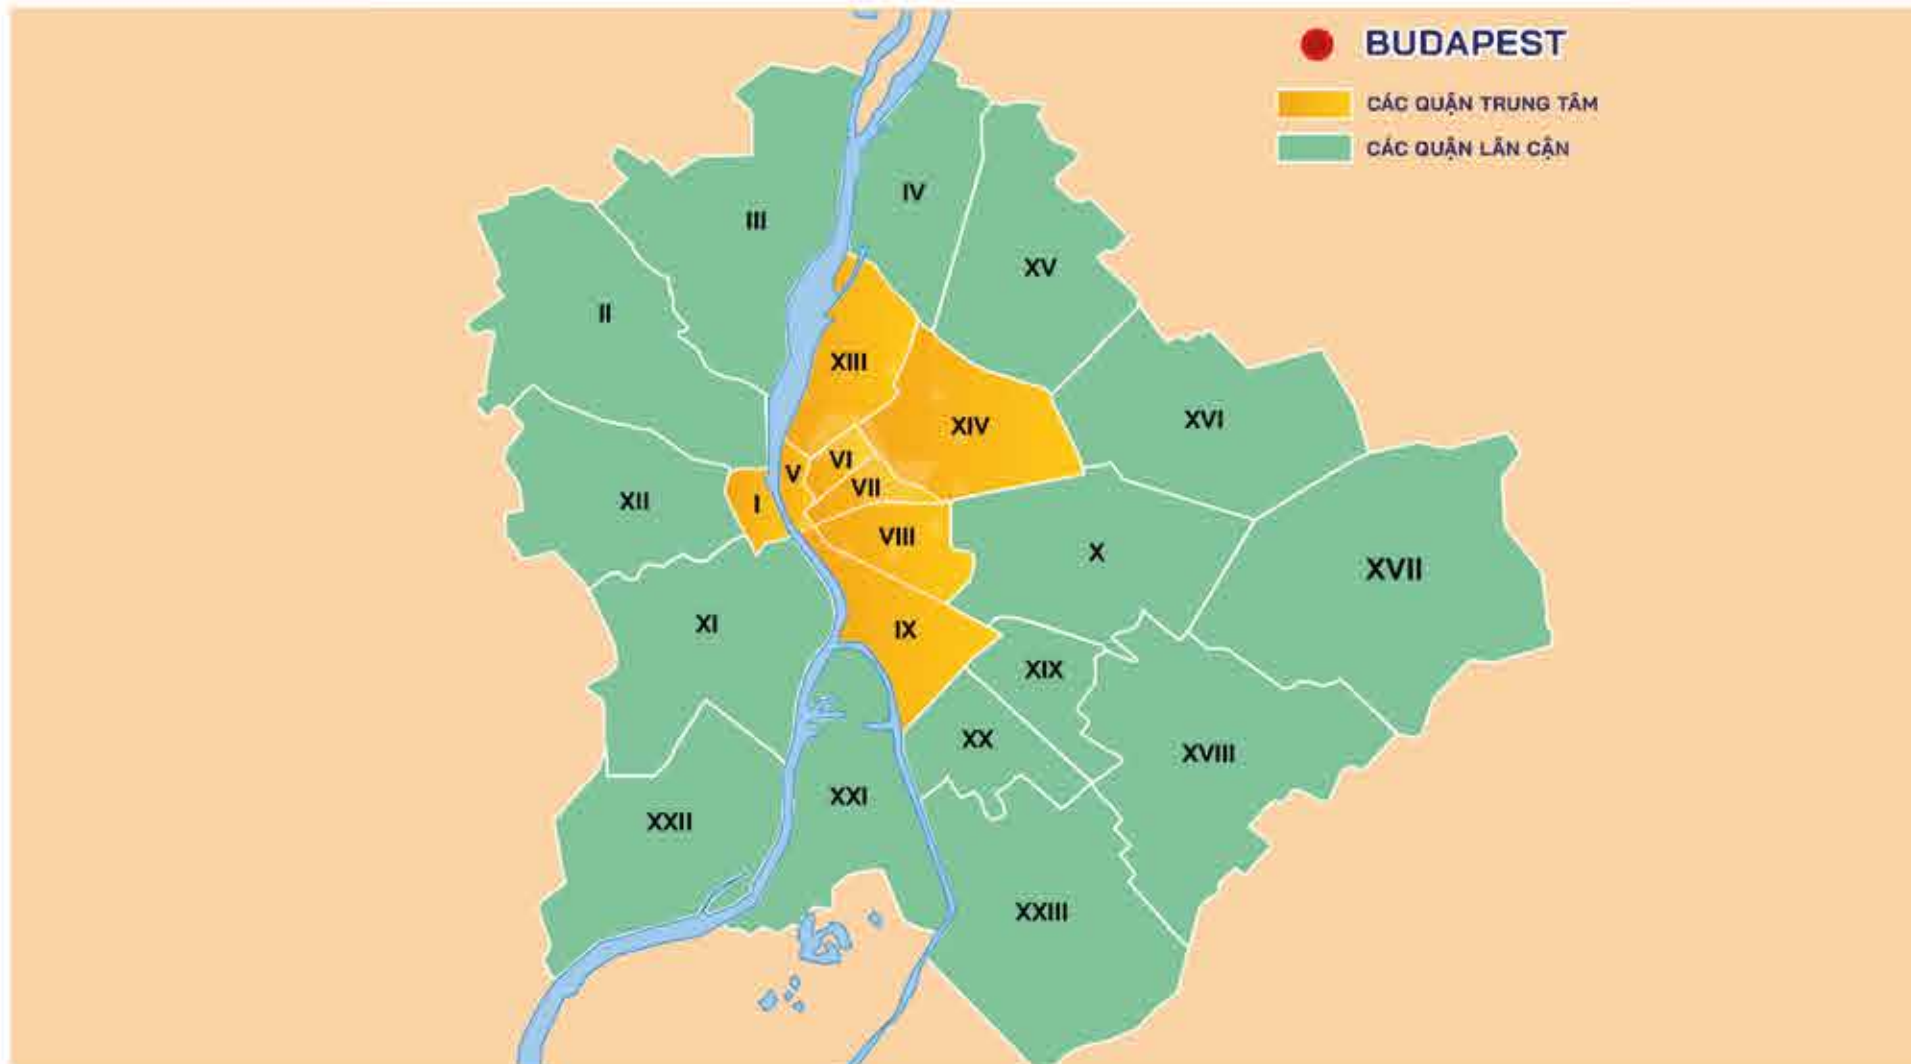 BUDAPEST
CÁC QUẬN TRUNG TÂM
CÁC QUẬN LÂN CẬN
IV
III
XV
II
XIII
XVI
XIV
VI
V
VII
I
XII
VIII
X
XVII
XI
IX
XIX
XX
XVIII
XXI
XXII
XXIII